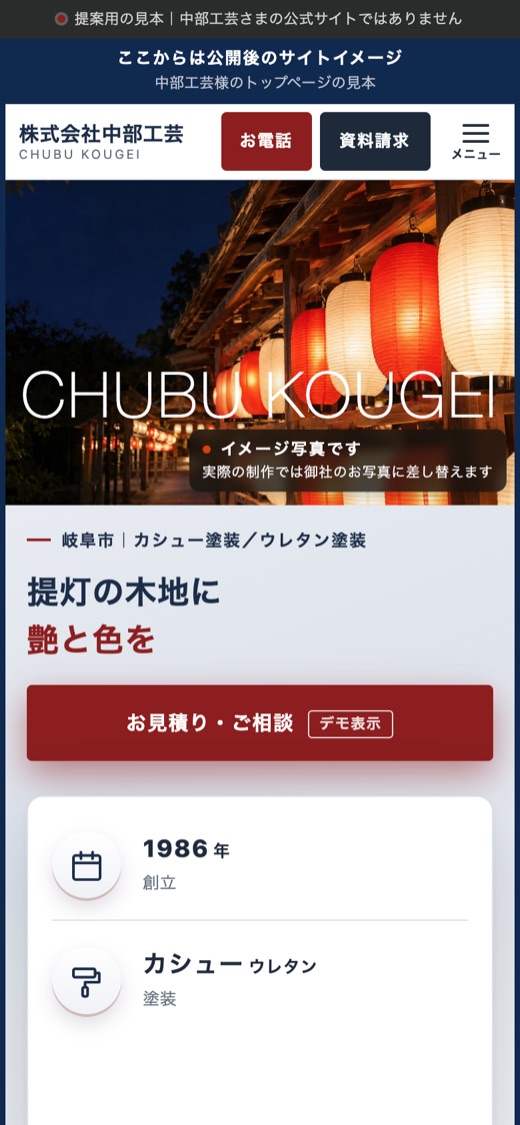 提案用の見本｜中部工芸さまの公式サイトではありません
ここからは公開後のサイトイメージ
中部工芸様のトップページの見本
株式会社中部工芸
CHUBU KOUGEI
お電話
資料請求
メニュー
CHUBU KOUGEI
イメージ写真です
実際の制作では御社のお写真に差し替えます
岐阜市｜カシュー塗装／ウレタン塗装
提灯の木地に
艶と色を
お見積り・ご相談 デモ表示
1986 年
創立
カシュー ウレタン
塗装